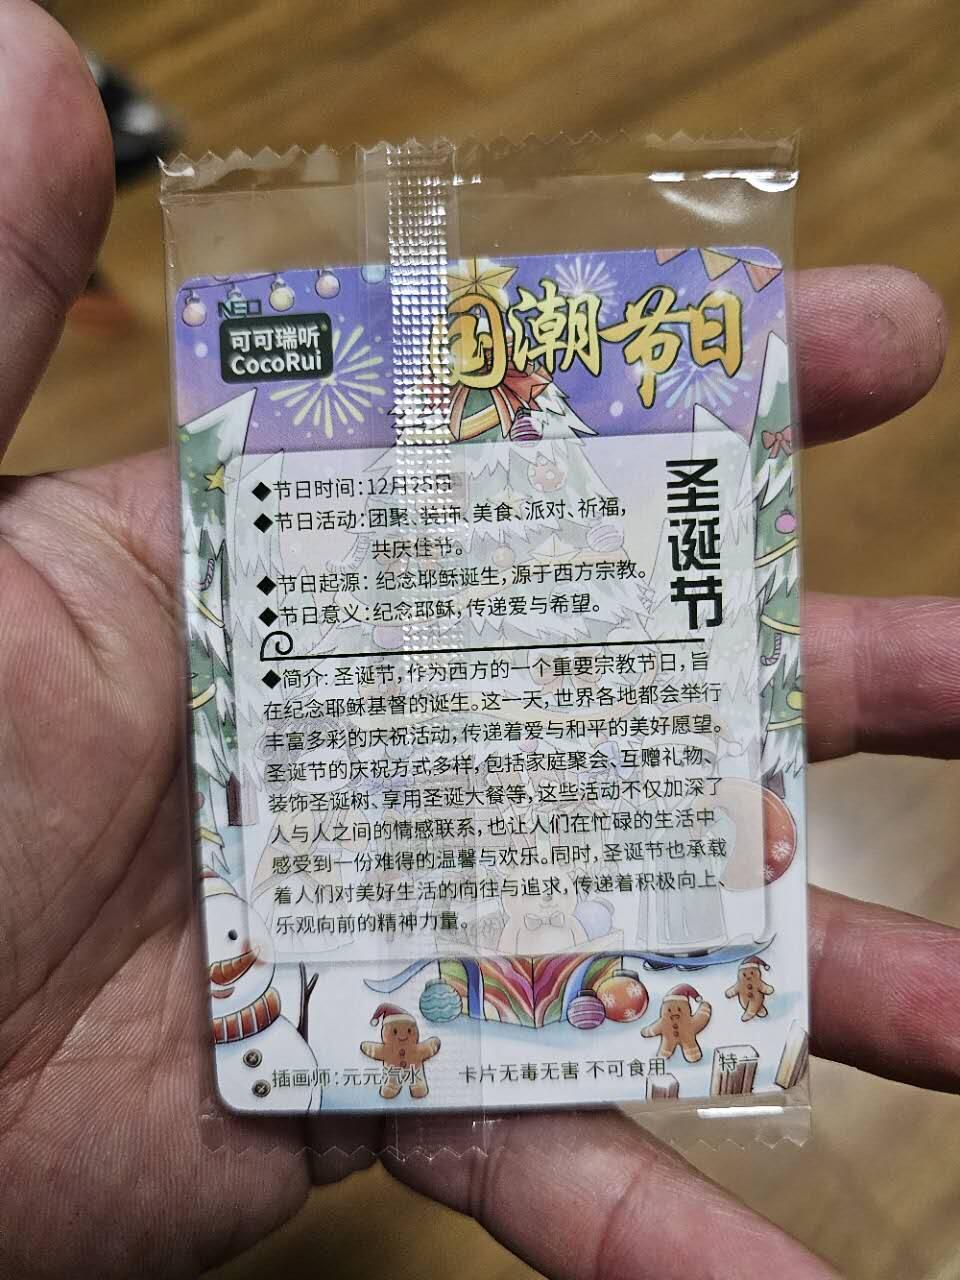 NEO
可可瑞听
CocoRui
国潮节日
圣诞节
◆节日时间：12月25日
◆节日活动：团聚、装饰、美食、派对、祈福，
共庆佳节。
◆节日起源：纪念耶稣诞生，源于西方宗教。
◆节日意义：纪念耶稣，传递爱与希望。
◆简介：圣诞节，作为西方的一个重要宗教节日，旨
在纪念耶稣基督的诞生。这一天，世界各地都会举行
丰富多彩的庆祝活动，传递着爱与和平的美好愿望。
圣诞节的庆祝方式多样，包括家庭聚会、互赠礼物、
装饰圣诞树、享用圣诞大餐等，这些活动不仅加深了
人与人之间的情感联系，也让人们在忙碌的生活中
感受到一份难得的温馨与欢乐。同时，圣诞节也承载
着人们对美好生活的向往与追求，传递着积极向上、
乐观向前的精神力量。
插画师：元元汽水
卡片无毒无害 不可食用
特